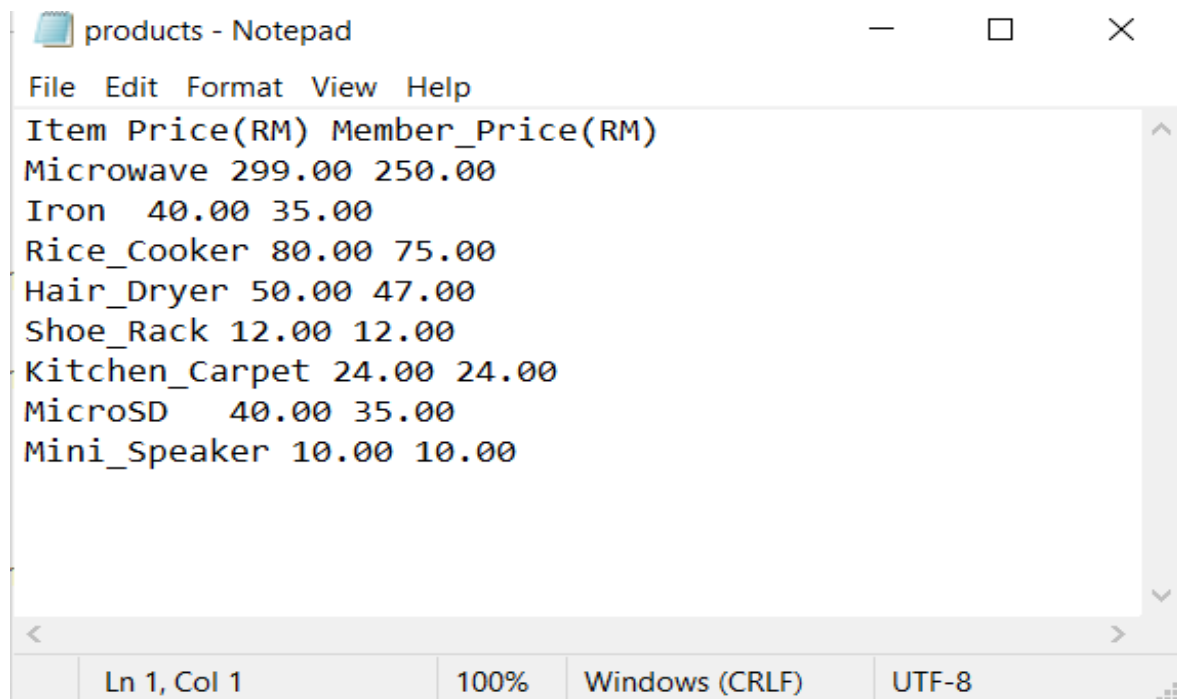 products - Notepad
File Edit Format View Help
Item Price(RM) Member_Price(RM)
Microwave 299.00 250.00
Iron  40.00 35.00
Rice_Cooker 80.00 75.00
Hair_Dryer 50.00 47.00
Shoe_Rack 12.00 12.00
Kitchen_Carpet 24.00 24.00
MicroSD   40.00 35.00
Mini_Speaker 10.00 10.00
Ln 1, Col 1 100% Windows (CRLF) UTF-8